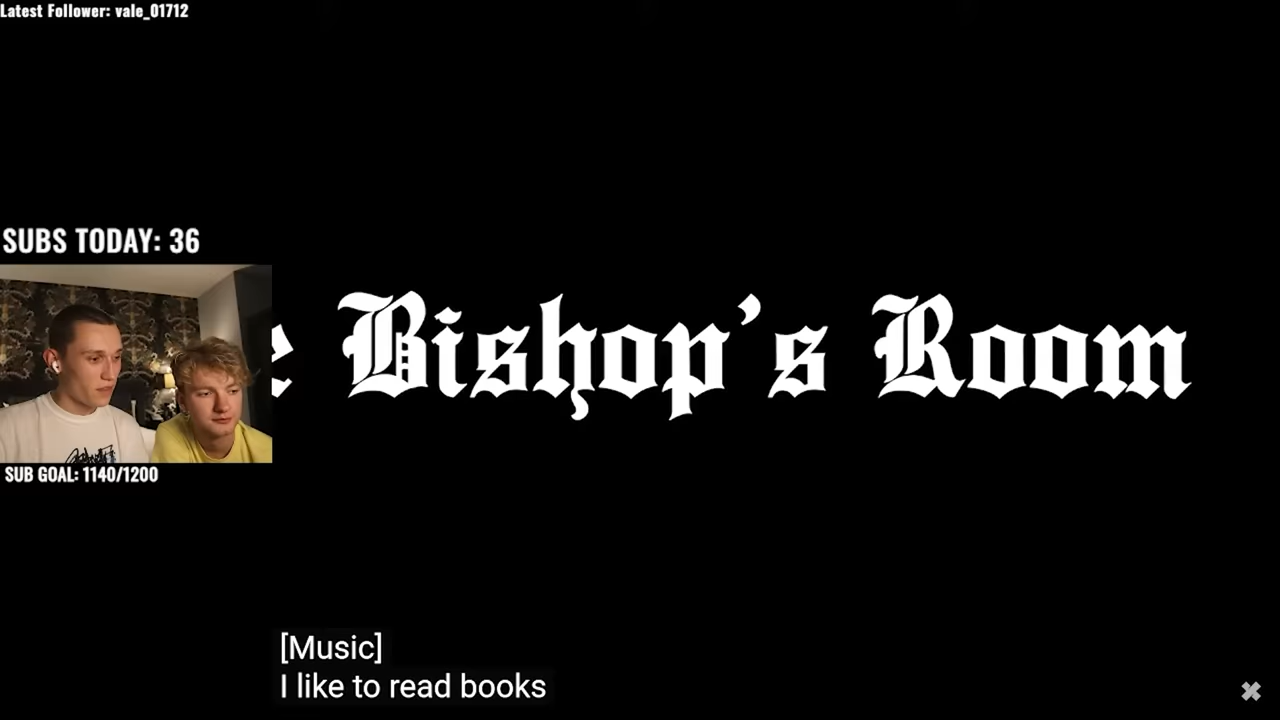 Latest Follower: vale_01712
SUBS TODAY: 36
e Bishop's Room
SUB GOAL: 1140/1200
[Music]
I like to read books